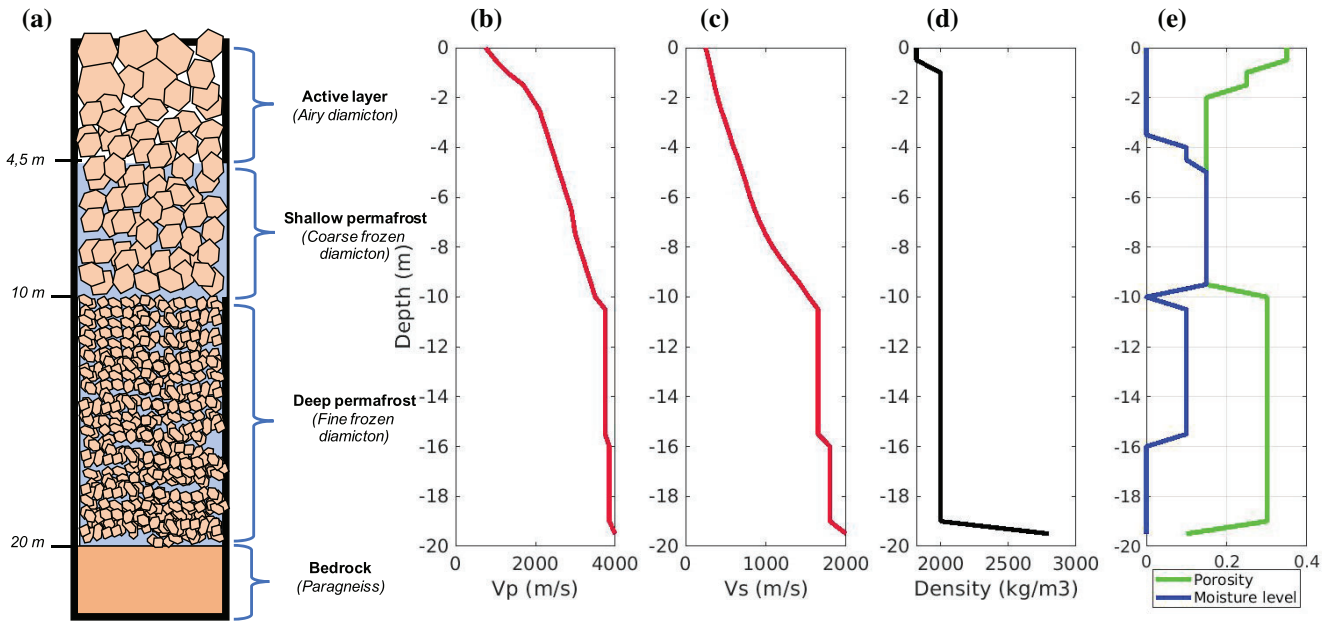 (a)
Active layer
(Airy diamicton)
4,5 m
Shallow permafrost
(Coarse frozen
diamicton)
10 m
Deep permafrost
(Fine frozen
diamicton)
20 m
Bedrock
(Paragneiss)
(b)
0
-2
-4
-6
-8
-10
-12
-14
-16
-18
-20
Depth (m)
0 2000 4000
Vp (m/s)
(c)
0
-2
-4
-6
-8
-10
-12
-14
-16
-18
-20
0 1000 2000
Vs (m/s)
(d)
0
-2
-4
-6
-8
-10
-12
-14
-16
-18
-20
2000 2500 3000
Density (kg/m3)
(e)
0
-2
-4
-6
-8
-10
-12
-14
-16
-18
-20
0 0.2 0.4
Porosity
Moisture level